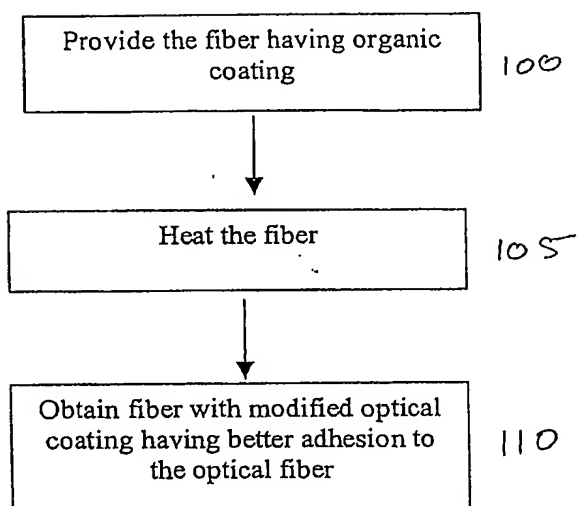 Provide the fiber having organic
coating
100
Heat the fiber
105
Obtain fiber with modified optical
coating having better adhesion to
the optical fiber
110